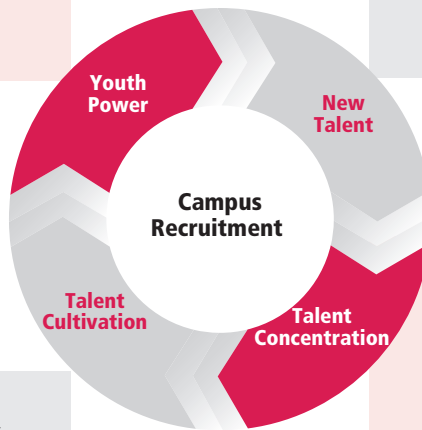 Youth
Power
New
Talent
Campus
Recruitment
Talent
Cultivation
Talent
Concentration